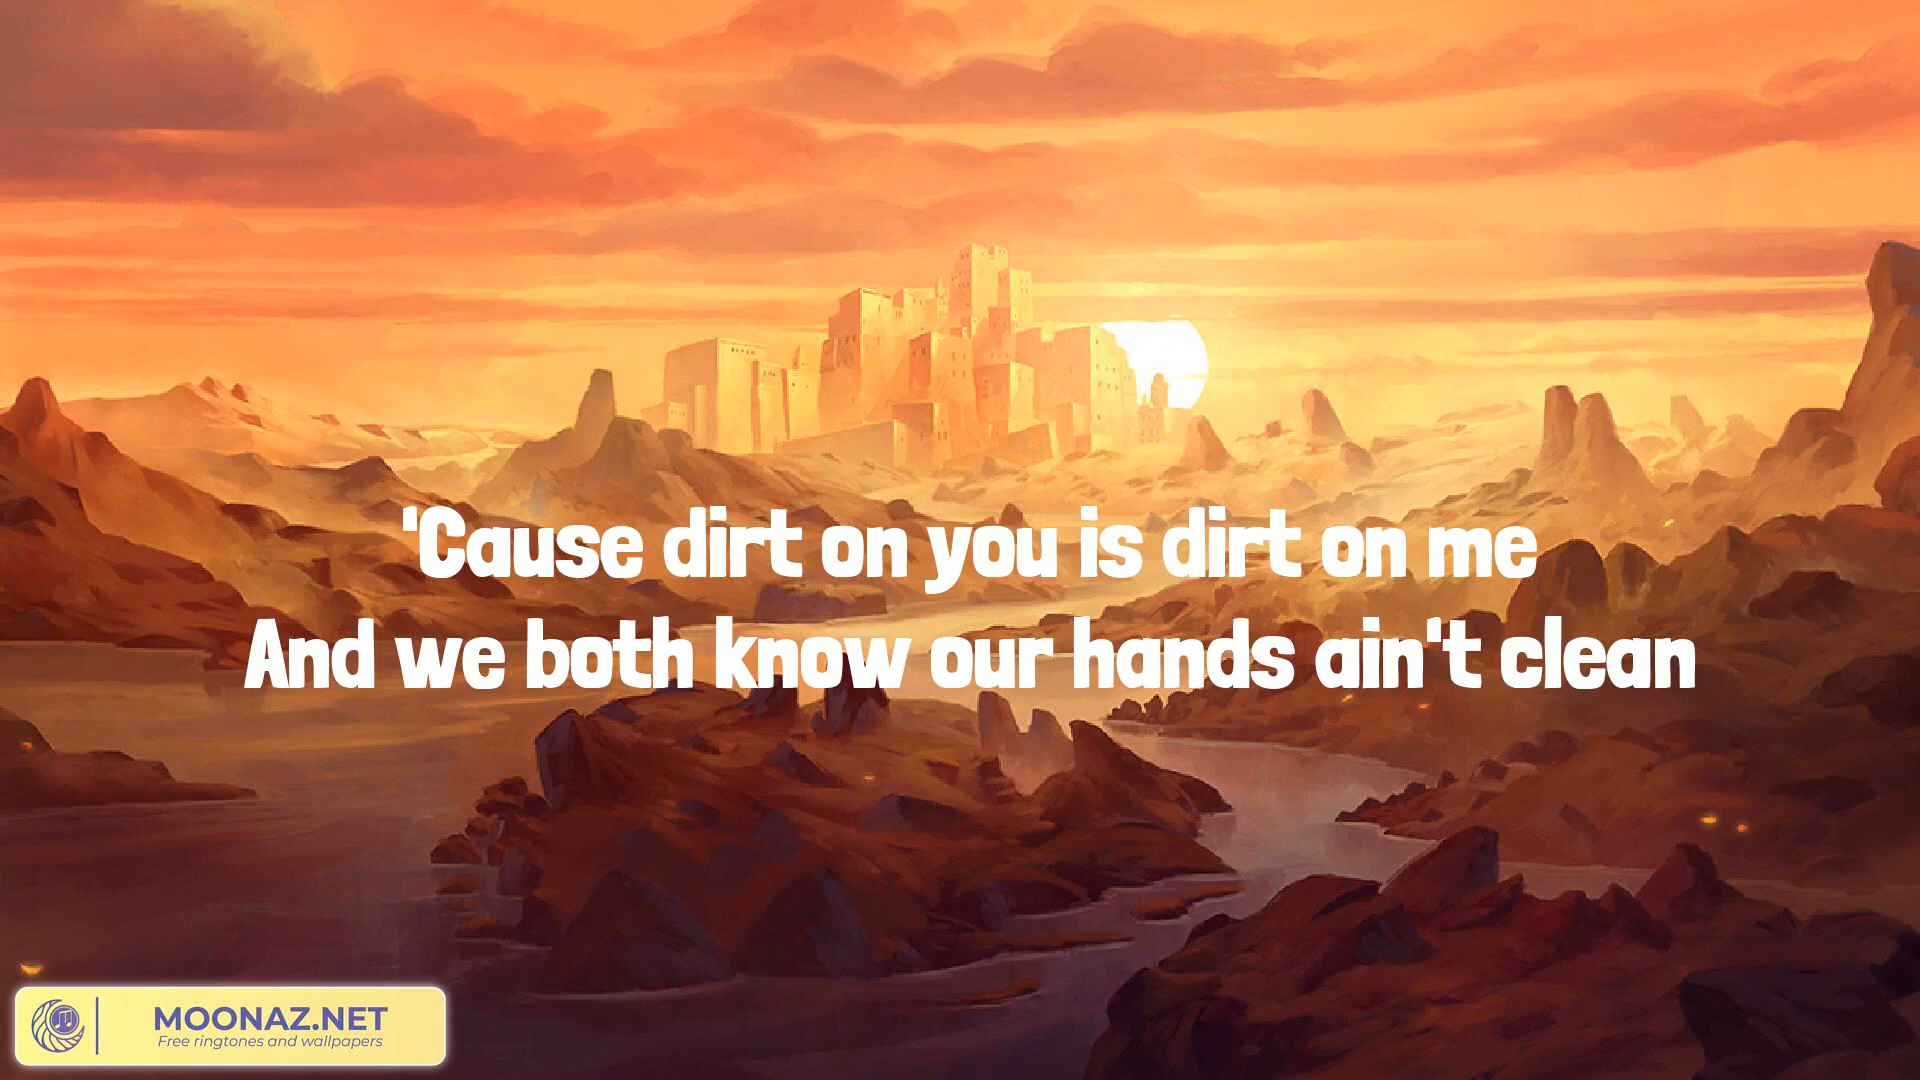 'Cause dirt on you is dirt on me
And we both know our hands ain't clean
MOONAZ.NET
Free ringtones and wallpapers